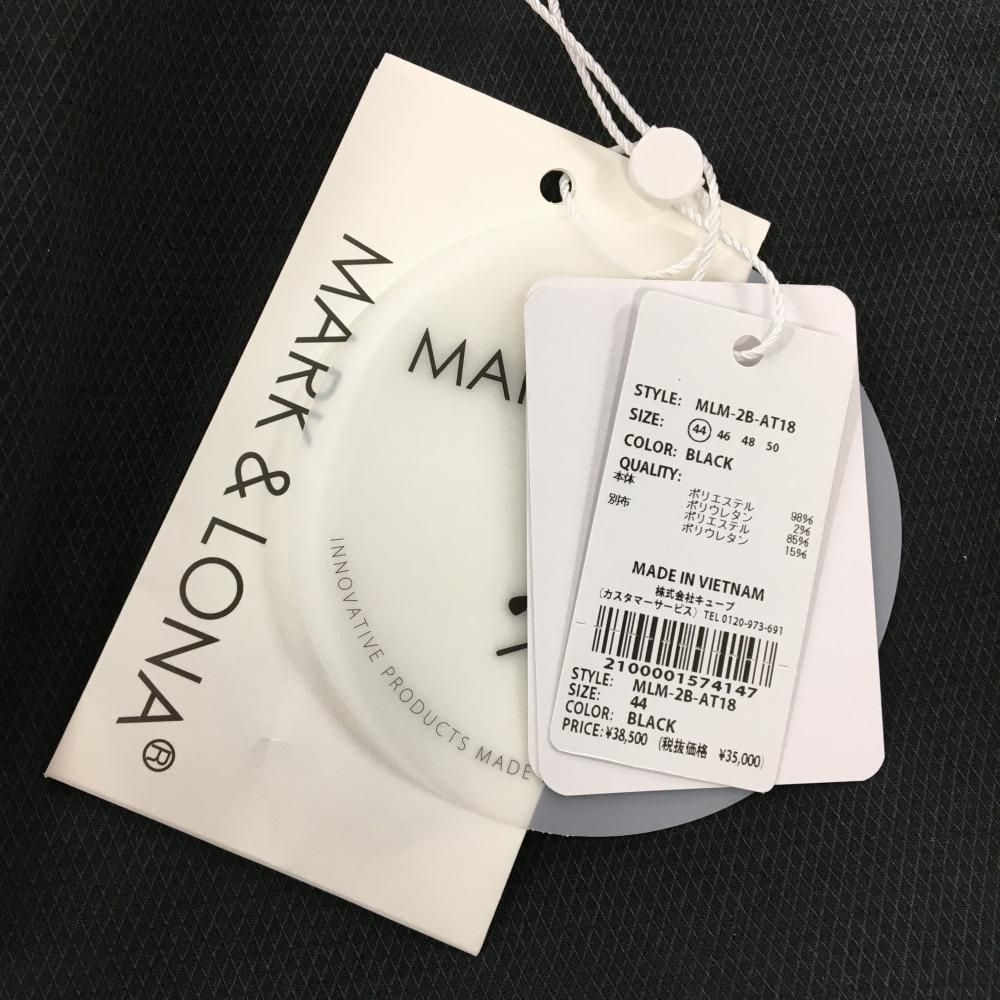 MARK & LONA®
INNOVATIVE PRODUCTS MADE
STYLE: MLM-2B-AT18
SIZE: 44 46 48 50
COLOR: BLACK
QUALITY:
本体 ポリエステル 98%
ポリウレタン 2%
別布 ポリエステル 85%
ポリウレタン 15%
MADE IN VIETNAM
株式会社キューブ
(カスタマーサービス) TEL 0120-973-691
2100001574147
STYLE: MLM-2B-AT18
SIZE: 44
COLOR: BLACK
PRICE: ¥38,500 (税抜価格 ¥35,000)